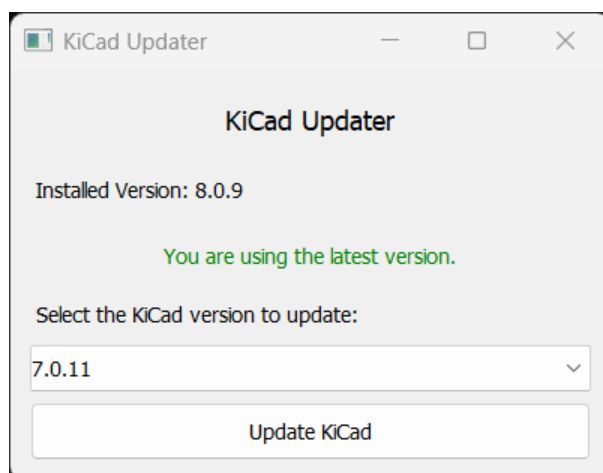 KiCad Updater
KiCad Updater
Installed Version: 8.0.9
You are using the latest version.
Select the KiCad version to update:
7.0.11
Update KiCad